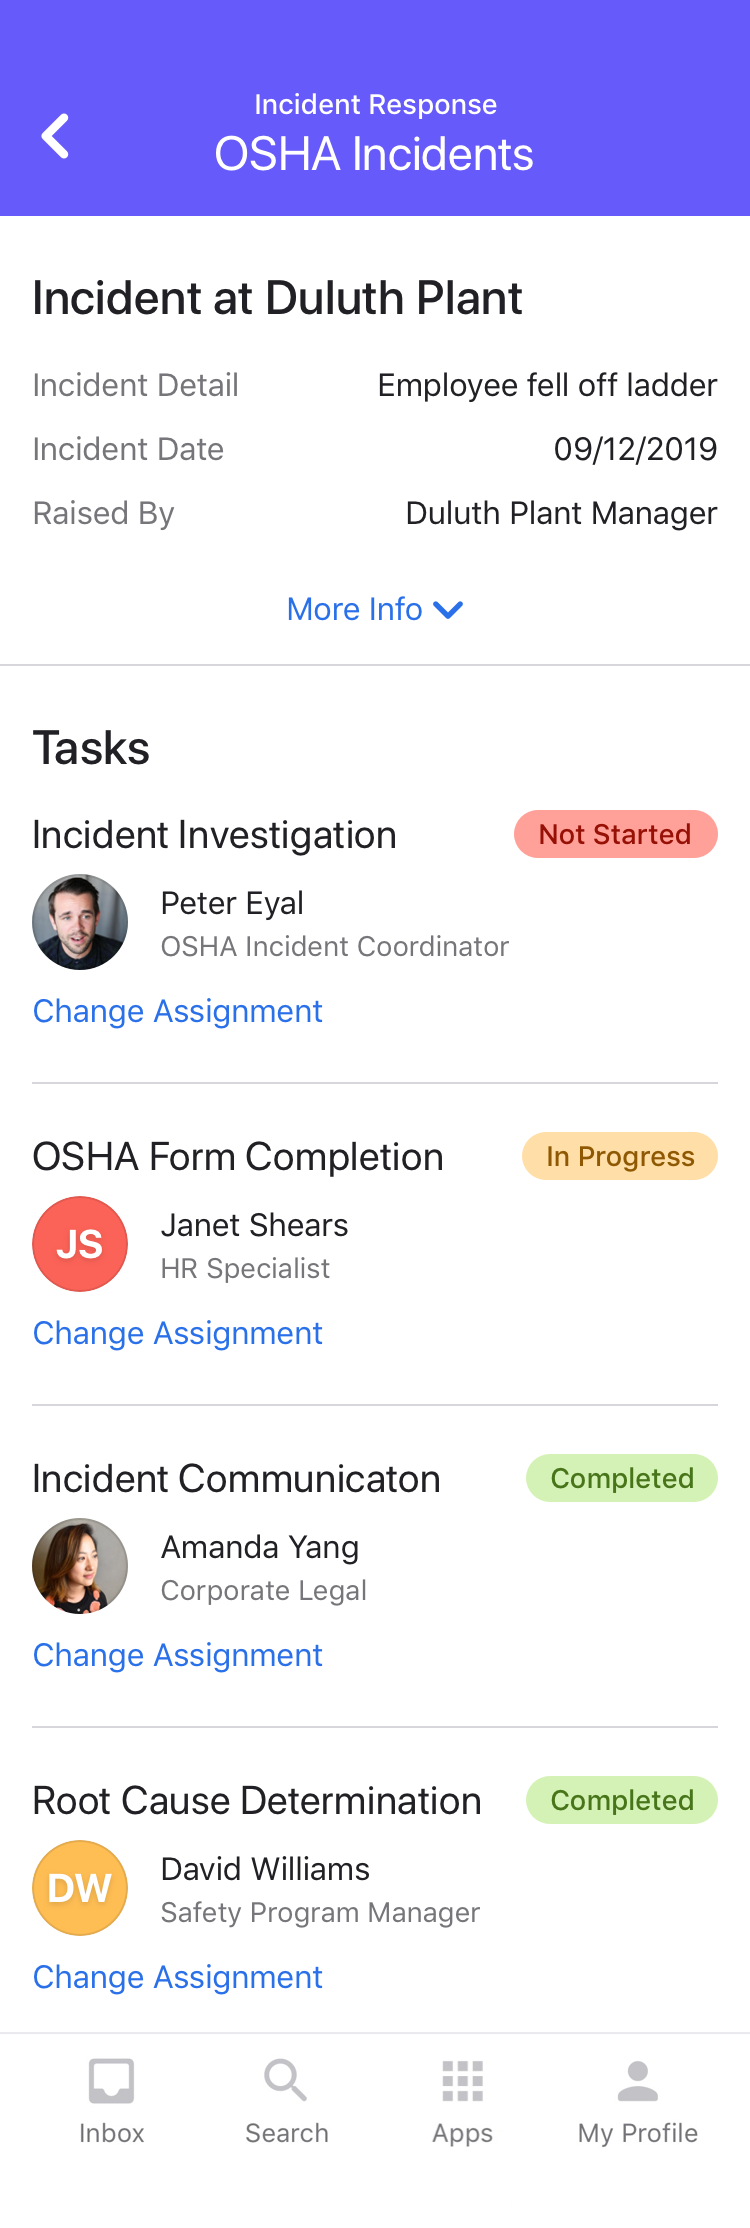 Incident Response
OSHA Incidents
Incident at Duluth Plant
Incident Detail Employee fell off ladder
Incident Date 09/12/2019
Raised By Duluth Plant Manager
More Info
Tasks
Incident Investigation Not Started
Peter Eyal
OSHA Incident Coordinator
Change Assignment
OSHA Form Completion In Progress
JS Janet Shears
HR Specialist
Change Assignment
Incident Communicaton Completed
Amanda Yang
Corporate Legal
Change Assignment
Root Cause Determination Completed
DW David Williams
Safety Program Manager
Change Assignment
Inbox Search Apps My Profile